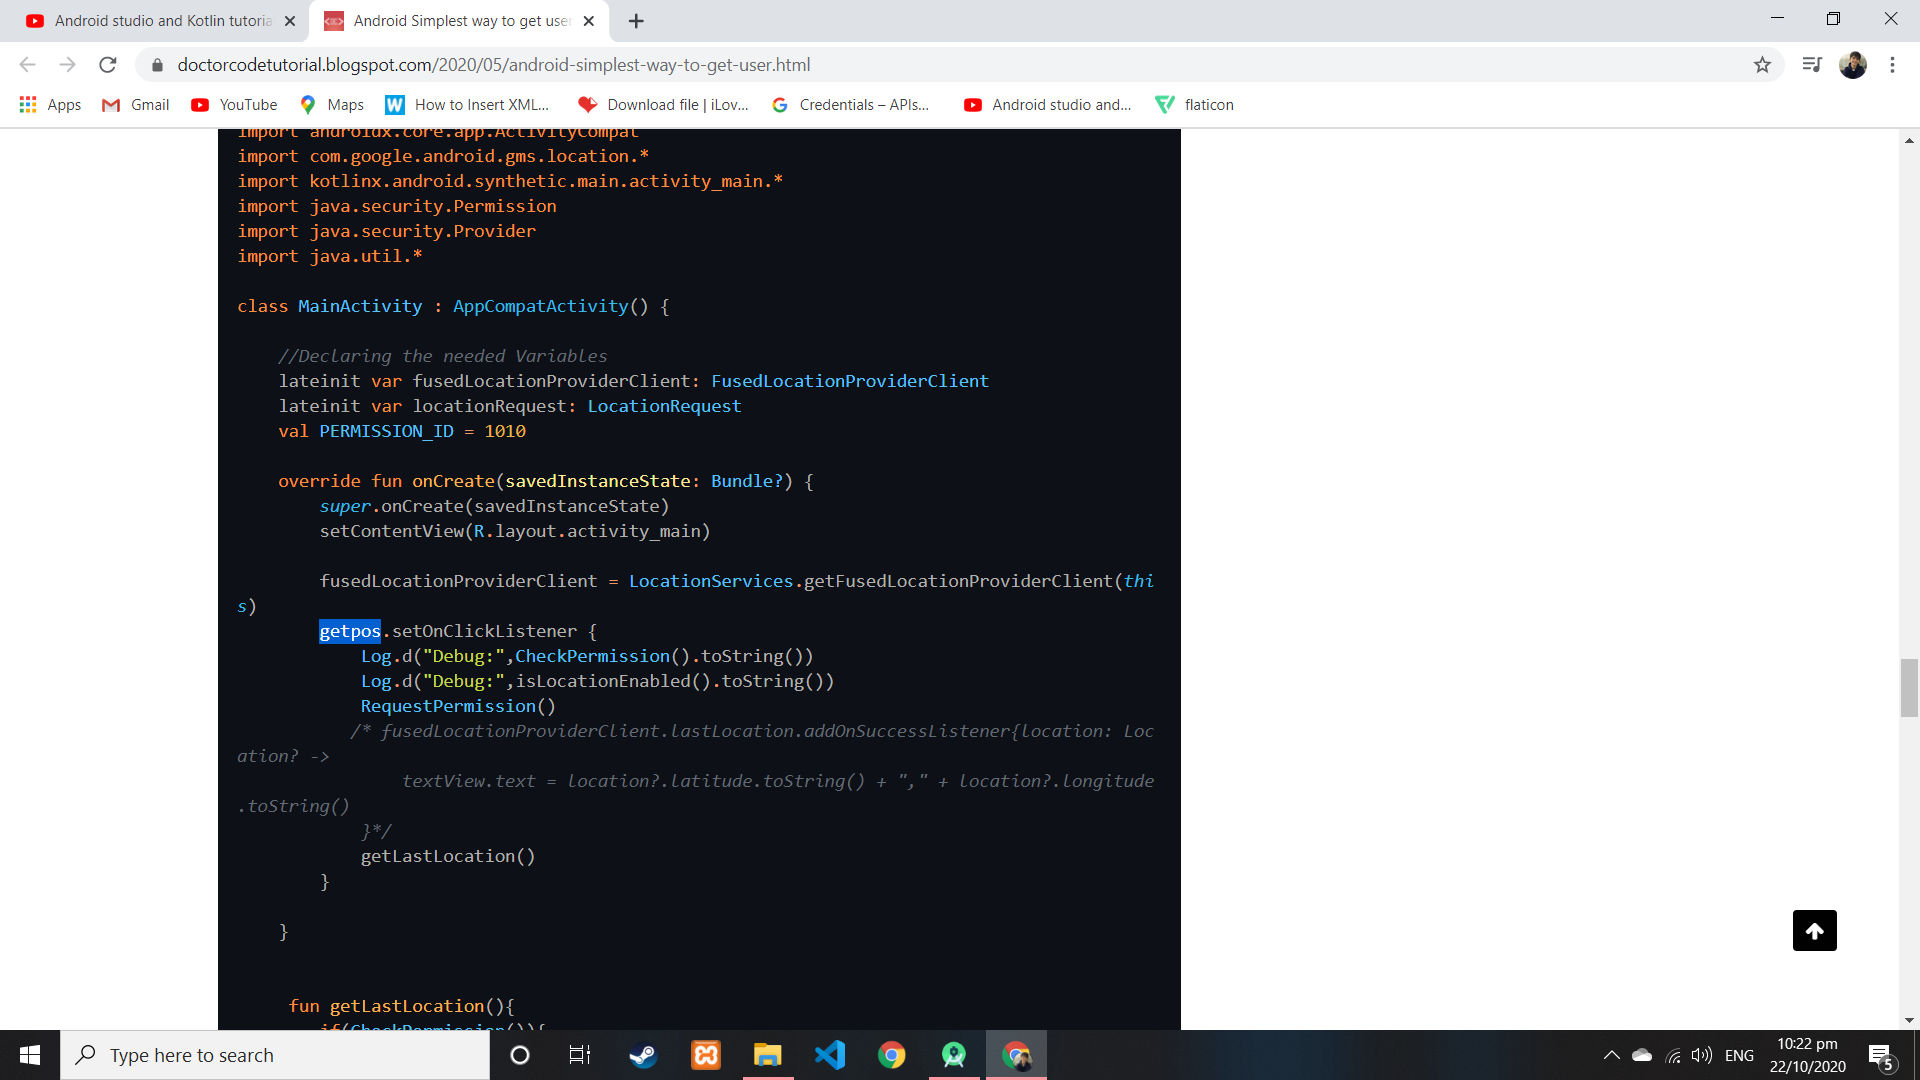 Android studio and Kotlin tutoria
Android Simplest way to get use
doctorcodetutorial.blogspot.com/2020/05/android-simplest-way-to-get-user.html
Apps
Gmail
YouTube
Maps
W
How to Insert XML...
Download file | iLov...
Credentials – APIs...
Android studio and...
flaticon
import androidx.core.app.ActivityCompat
import com.google.android.gms.location.*
import kotlinx.android.synthetic.main.activity_main.*
import java.security.Permission
import java.security.Provider
import java.util.*
class MainActivity : AppCompatActivity() {
//Declaring the needed Variables
lateinit var fusedLocationProviderClient: FusedLocationProviderClient
lateinit var locationRequest: LocationRequest
val PERMISSION_ID = 1010
override fun onCreate(savedInstanceState: Bundle?) {
super.onCreate(savedInstanceState)
setContentView(R.layout.activity_main)
fusedLocationProviderClient = LocationServices.getFusedLocationProviderClient(thi
s)
getpos.setOnClickListener {
Log.d("Debug:",CheckPermission().toString())
Log.d("Debug:",isLocationEnabled().toString())
RequestPermission()
/* fusedLocationProviderClient.lastLocation.addOnSuccessListener{location: Loc
ation? ->
textView.text = location?.latitude.toString() + "," + location?.longitude
.toString()
}*/
getLastLocation()
}
}
fun getLastLocation(){
if(CheckPermission()){
Type here to search
ENG
10:22 pm
22/10/2020
5